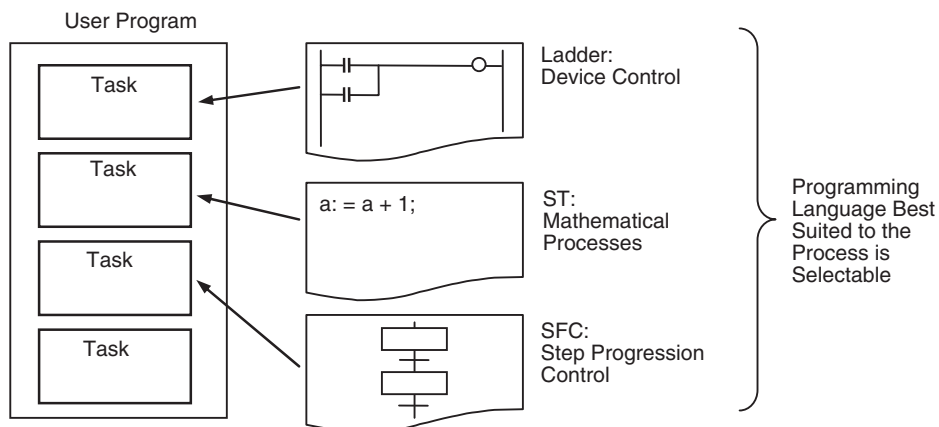 User Program
Task
Task
Task
Task
Ladder:
Device Control
a: = a + 1;
ST:
Mathematical
Processes
SFC:
Step Progression
Control
Programming
Language Best
Suited to the
Process is
Selectable